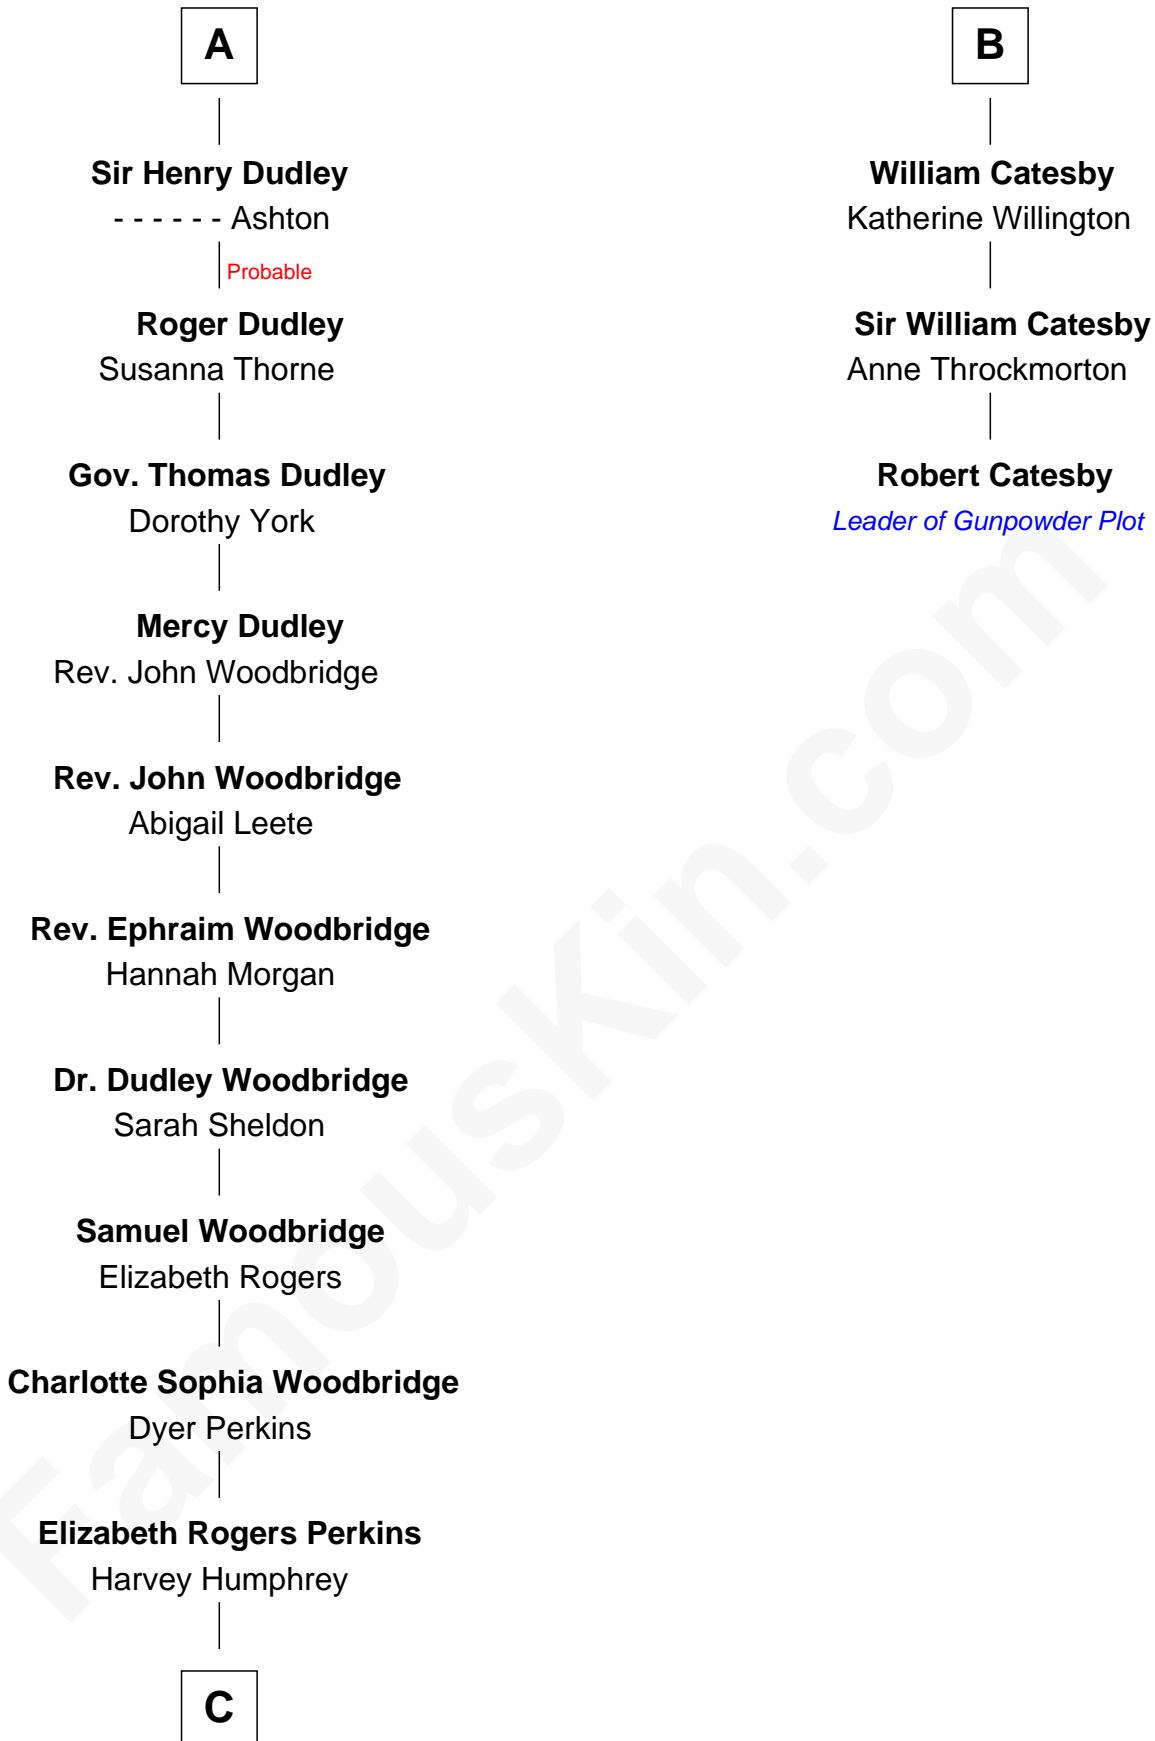 A
Sir Henry Dudley
- - - - - - Ashton
Probable
Roger Dudley
Susanna Thorne
Gov. Thomas Dudley
Dorothy York
Mercy Dudley
Rev. John Woodbridge
Rev. John Woodbridge
Abigail Leete
Rev. Ephraim Woodbridge
Hannah Morgan
Dr. Dudley Woodbridge
Sarah Sheldon
Samuel Woodbridge
Elizabeth Rogers
Charlotte Sophia Woodbridge
Dyer Perkins
Elizabeth Rogers Perkins
Harvey Humphrey
C
B
William Catesby
Katherine Willington
Sir William Catesby
Anne Throckmorton
Robert Catesby
Leader of Gunpowder Plot
FamousKin.com